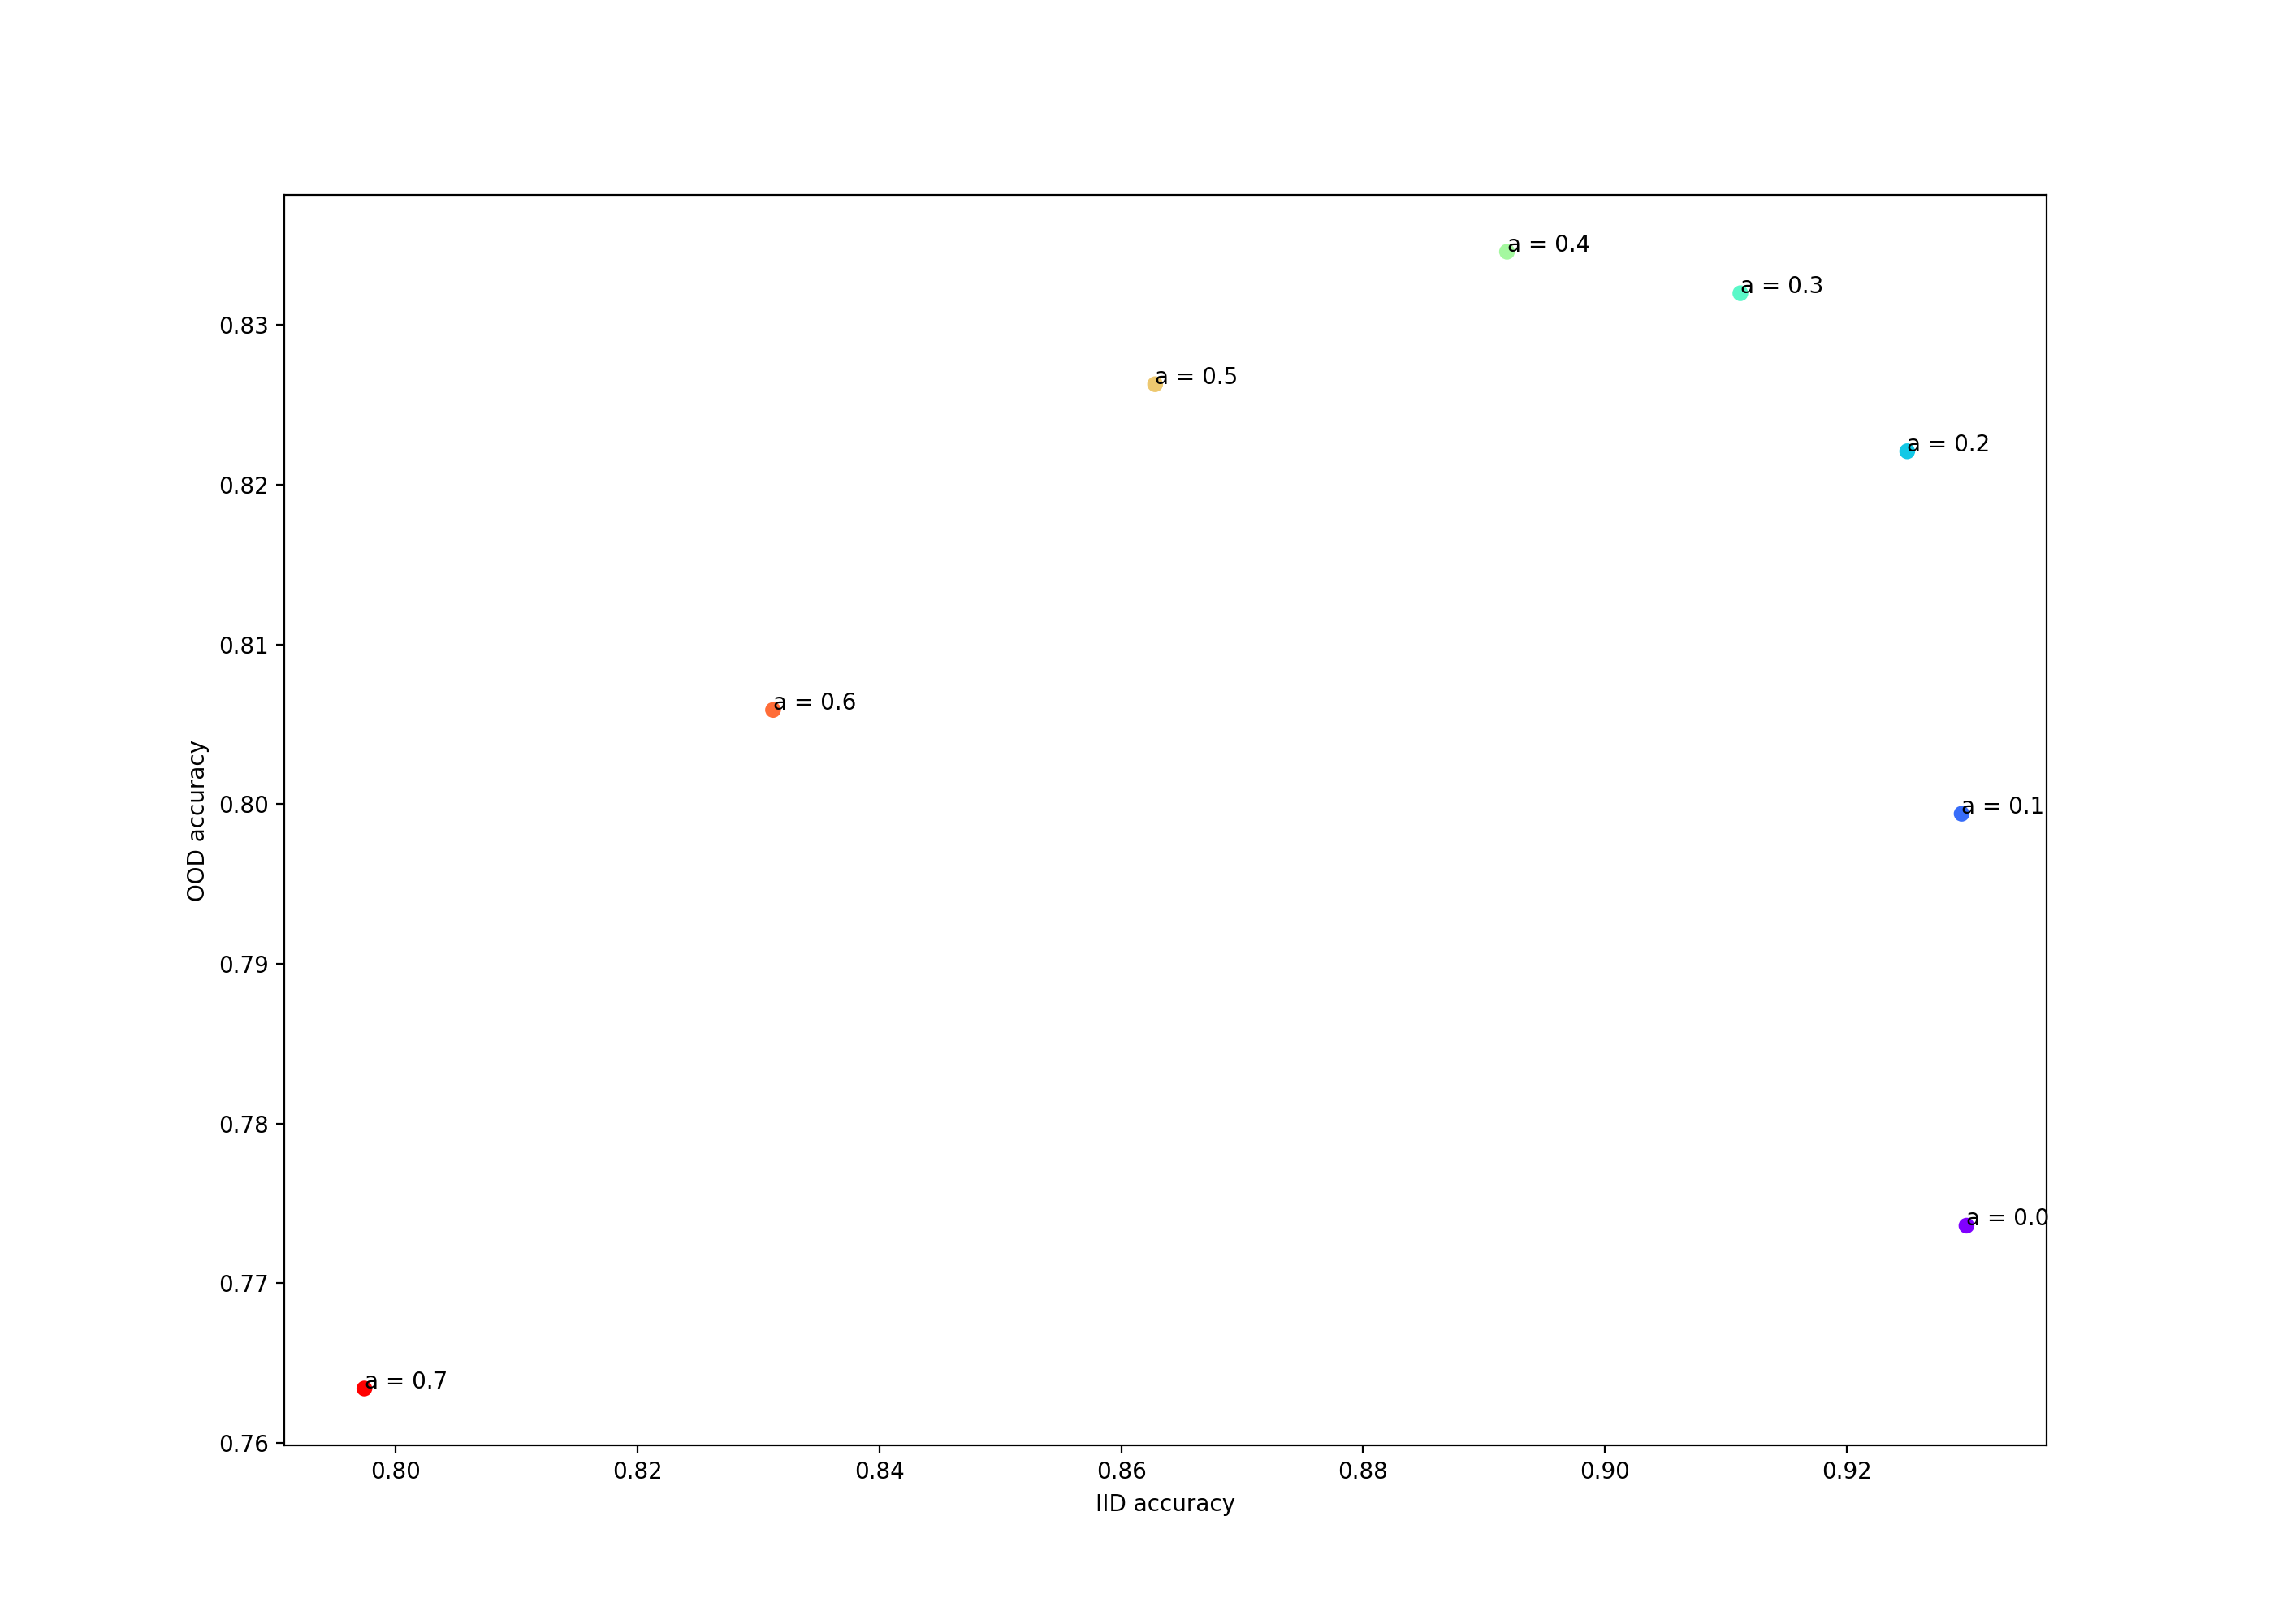 a = 0.4
a = 0.3
0.83
a = 0.5
a = 0.2
0.82
0.81
a = 0.6
0.80
a = 0.1
OOD accuracy
0.79
0.78
a = 0.0
0.77
a = 0.7
0.76
0.80 0.82 0.84 0.86 0.88 0.90 0.92
IID accuracy